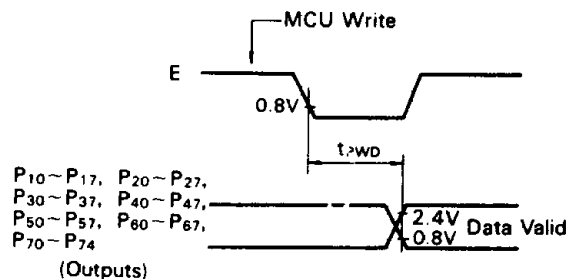 MCU Write
E
0.8V
tPWD
P10~P17, P20~P27,
P30~P37, P40~P47,
P50~P57, P60~P67,
P70~P74
(Outputs)
2.4V
0.8V
Data Valid